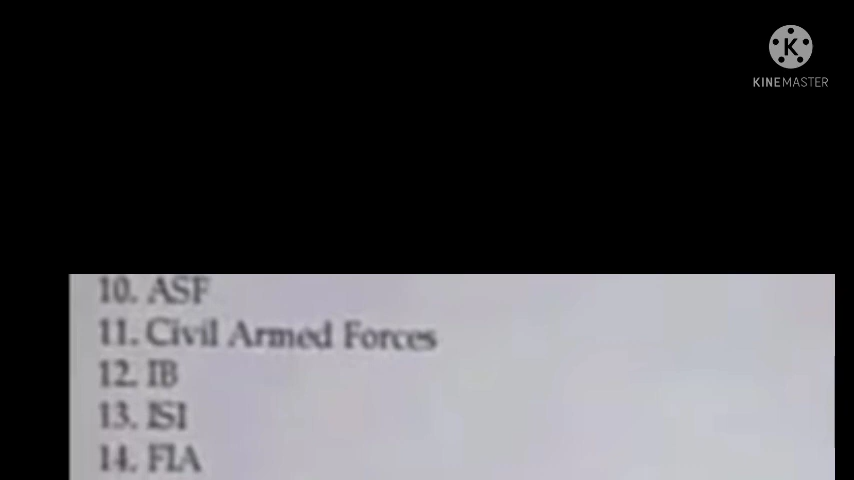 K
KINEMASTER
10. ASF
11. Civil Armed Forces
12. IB
13. ISI
14. FIA